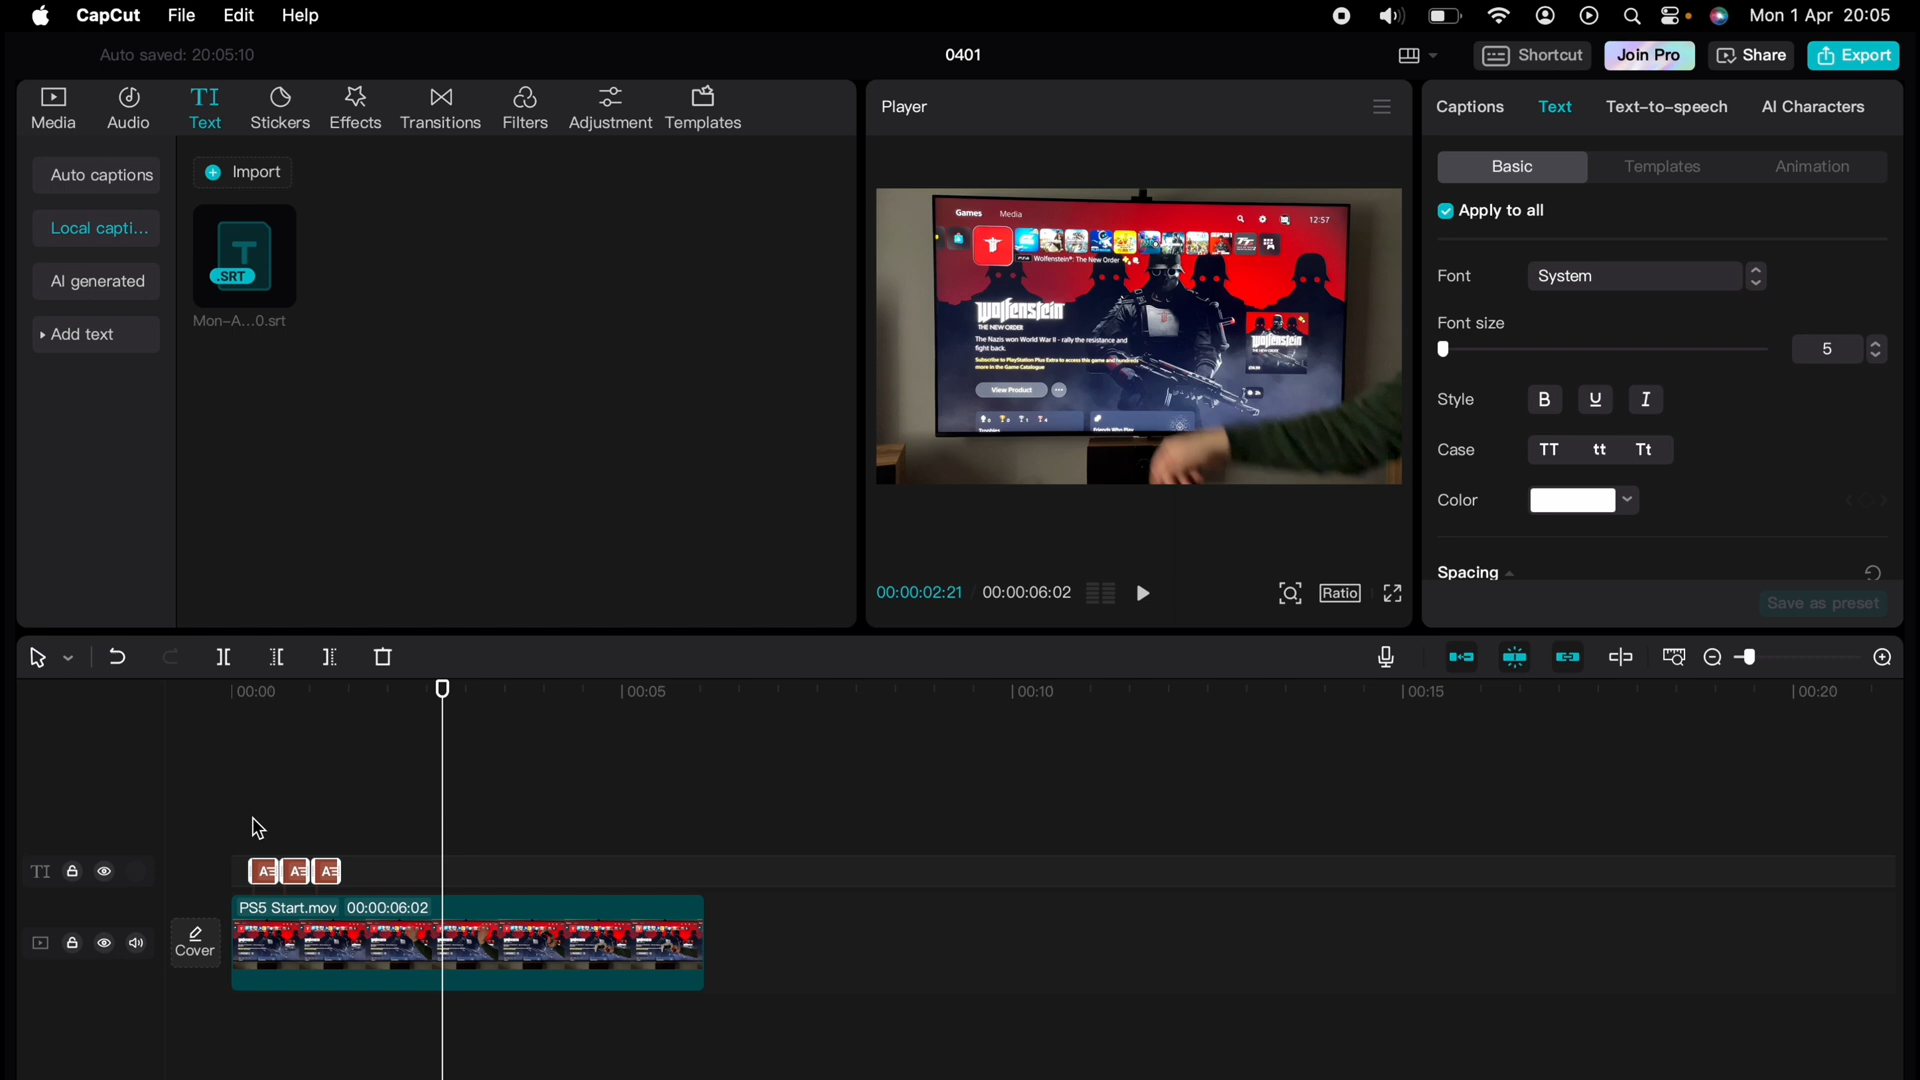 CapCut File Edit Help
Mon 1 Apr 20:05
Auto saved: 20:05:10
0401
Shortcut
Join Pro
Share
Export
Media
Audio
TI
Text
Stickers
Effects
Transitions
Filters
Adjustment
Templates
Auto captions
Local capti...
AI generated
Add text
Import
T
.SRT
Mon-A...0.srt
Player
Games Media
12:57
Wolfenstein®: The New Order
Wolfenstein
THE NEW ORDER
The Nazis won World War II - rally the resistance and
fight back.
Subscribe to PlayStation Plus Extra to access this game and hundreds
more in the Game Catalogue
View Product
Trophies
Friends Who Play
Wolfenstein
00:00:02:21 / 00:00:06:02
Ratio
Captions Text Text-to-speech AI Characters
Basic Templates Animation
Apply to all
Font System
Font size
5
Style B U I
Case TT tt Tt
Color
Spacing
Save as preset
00:00 00:05 00:10 00:15 00:20
TI
A A A
PS5 Start.mov 00:00:06:02
Cover